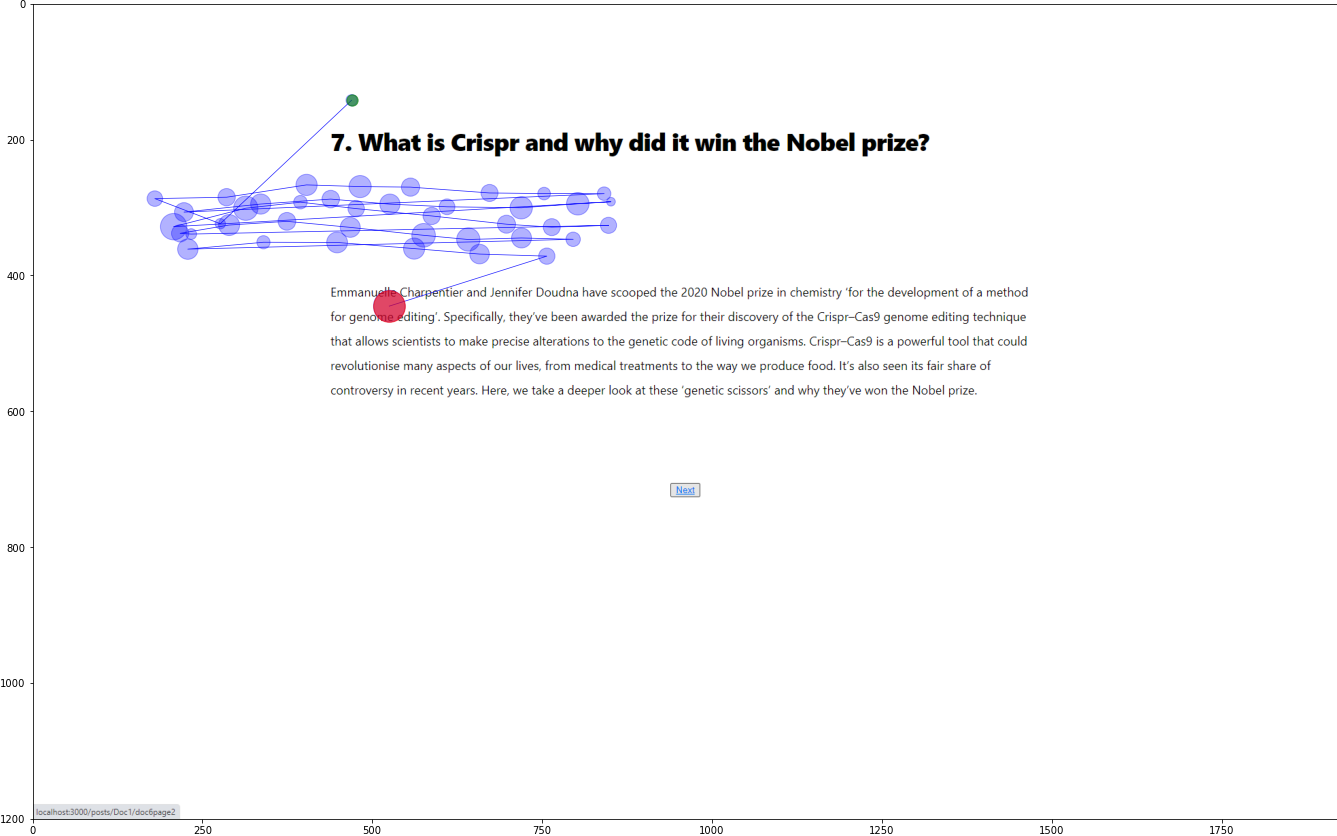 0
200
7. What is Crispr and why did it win the Nobel prize?
400
Emmanuelle Charpentier and Jennifer Doudna have scooped the 2020 Nobel prize in chemistry ‘for the development of a method
for genome editing’. Specifically, they’ve been awarded the prize for their discovery of the Crispr–Cas9 genome editing technique
that allows scientists to make precise alterations to the genetic code of living organisms. Crispr–Cas9 is a powerful tool that could
revolutionise many aspects of our lives, from medical treatments to the way we produce food. It’s also seen its fair share of
controversy in recent years. Here, we take a deeper look at these ‘genetic scissors’ and why they’ve won the Nobel prize.
600
Next
800
1000
localhost:3000/posts/Doc1/doc6page2
1200
0 250 500 750 1000 1250 1500 1750